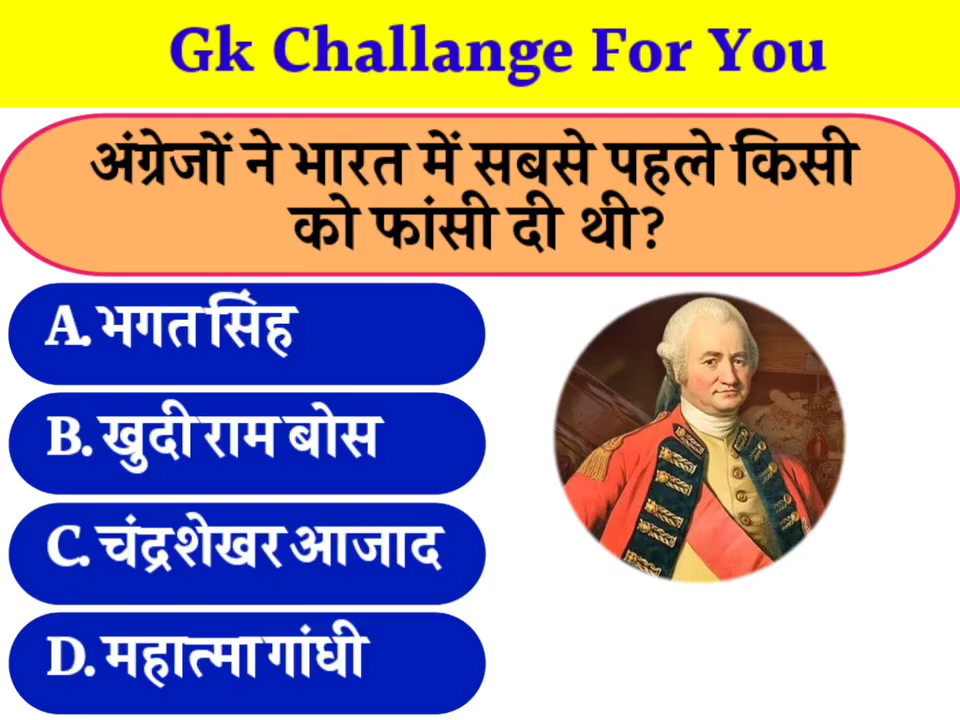 Gk Challange For You
अंग्रेजों ने भारत में सबसे पहले किसी
को फांसी दी थी?
A. भगत सिंह
B. खुदी राम बोस
C. चंद्रशेखर आजाद
D. महात्मा गांधी